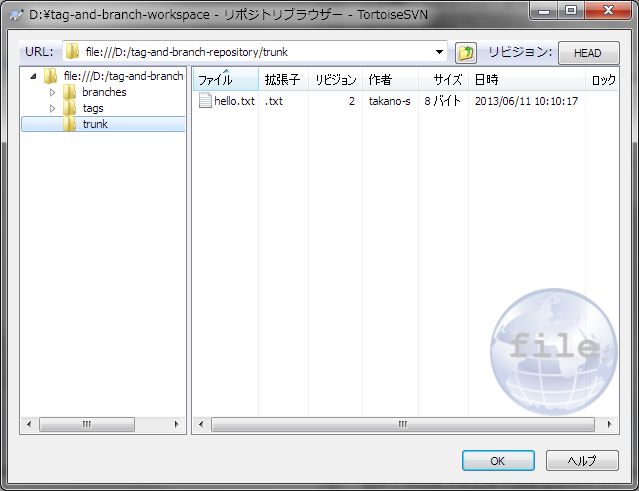 D:¥tag-and-branch-workspace - リポジトリブラウザー - TortoiseSVN
URL: file:///D:/tag-and-branch-repository/trunk リビジョン: HEAD
file:///D:/tag-and-branch-
branches
tags
trunk
ファイル 拡張子 リビジョン 作者 サイズ 日時 ロック
hello.txt .txt 2 takano-s 8 バイト 2013/06/11 10:10:17
file
OK ヘルプ